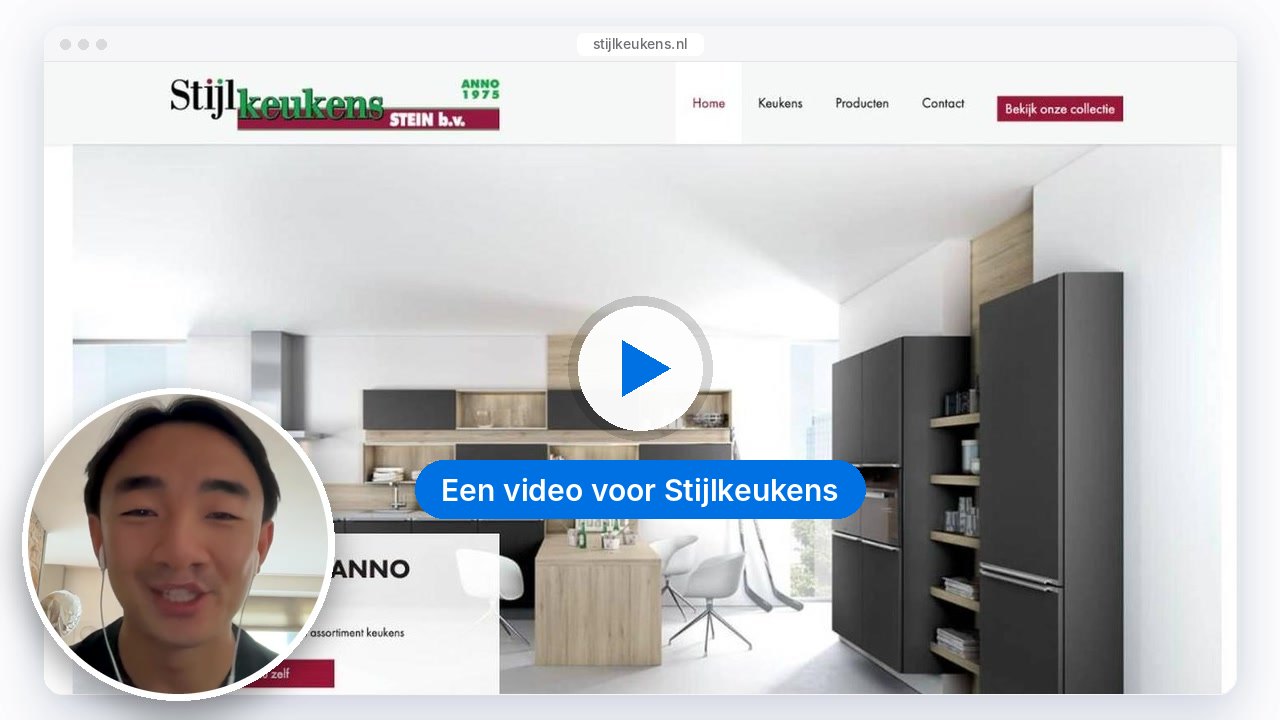 stijlkeukens.nl
Stijlkeukens
ANNO
1975
STEIN b.v.
Home
Keukens
Producten
Contact
Bekijk onze collectie
Een video voor Stijlkeukens
ANNO
assortiment keukens
zelf